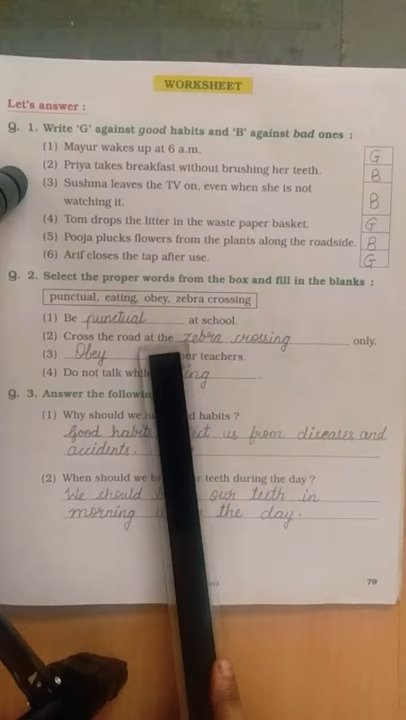 WORKSHEET
Let's answer :
Q. 1. Write 'G' against good habits and 'B' against bad ones :
(1) Mayur wakes up at 6 a.m. G
(2) Priya takes breakfast without brushing her teeth. B
(3) Sushma leaves the TV on, even when she is not
watching it. B
(4) Tom drops the litter in the waste paper basket. G
(5) Pooja plucks flowers from the plants along the roadside. B
(6) Arif closes the tap after use. G
Q. 2. Select the proper words from the box and fill in the blanks :
punctual, eating, obey, zebra crossing
(1) Be punctual at school
(2) Cross the road at the zebra crossing only.
(3) Obey teachers.
(4) Do not talk
Q. 3. Answer the
(1) Why should we habits ?
Good us from diseases and
accidents.
(2) When should we teeth during the day ?
We should our teeth in
morning the day.
79